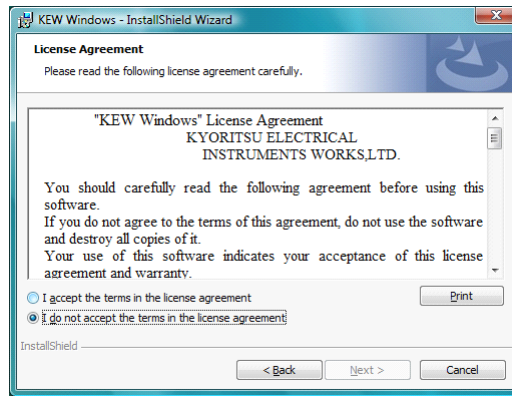 KEW Windows - InstallShield Wizard
License Agreement
Please read the following license agreement carefully.
"KEW Windows" License Agreement
KYORITSU ELECTRICAL
INSTRUMENTS WORKS,LTD.
You should carefully read the following agreement before using this
software.
If you do not agree to the terms of this agreement, do not use the software
and destroy all copies of it.
Your use of this software indicates your acceptance of this license
agreement and warranty.
I accept the terms in the license agreement
Print
I do not accept the terms in the license agreement
InstallShield
< Back
Next >
Cancel